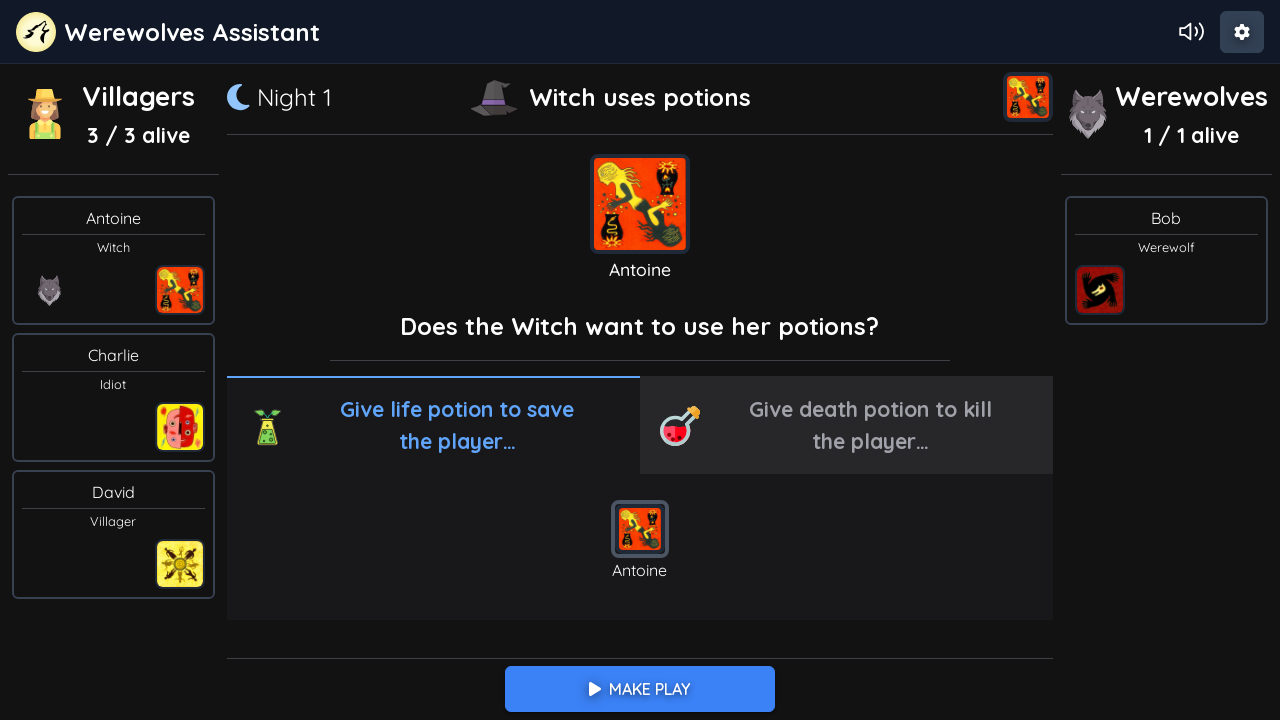 Werewolves Assistant
Villagers
3 / 3 alive
Night 1
Witch uses potions
Werewolves
1 / 1 alive
Antoine
Witch
Charlie
Idiot
David
Villager
Antoine
Does the Witch want to use her potions?
Give life potion to save
the player...
Give death potion to kill
the player...
Antoine
MAKE PLAY
Bob
Werewolf